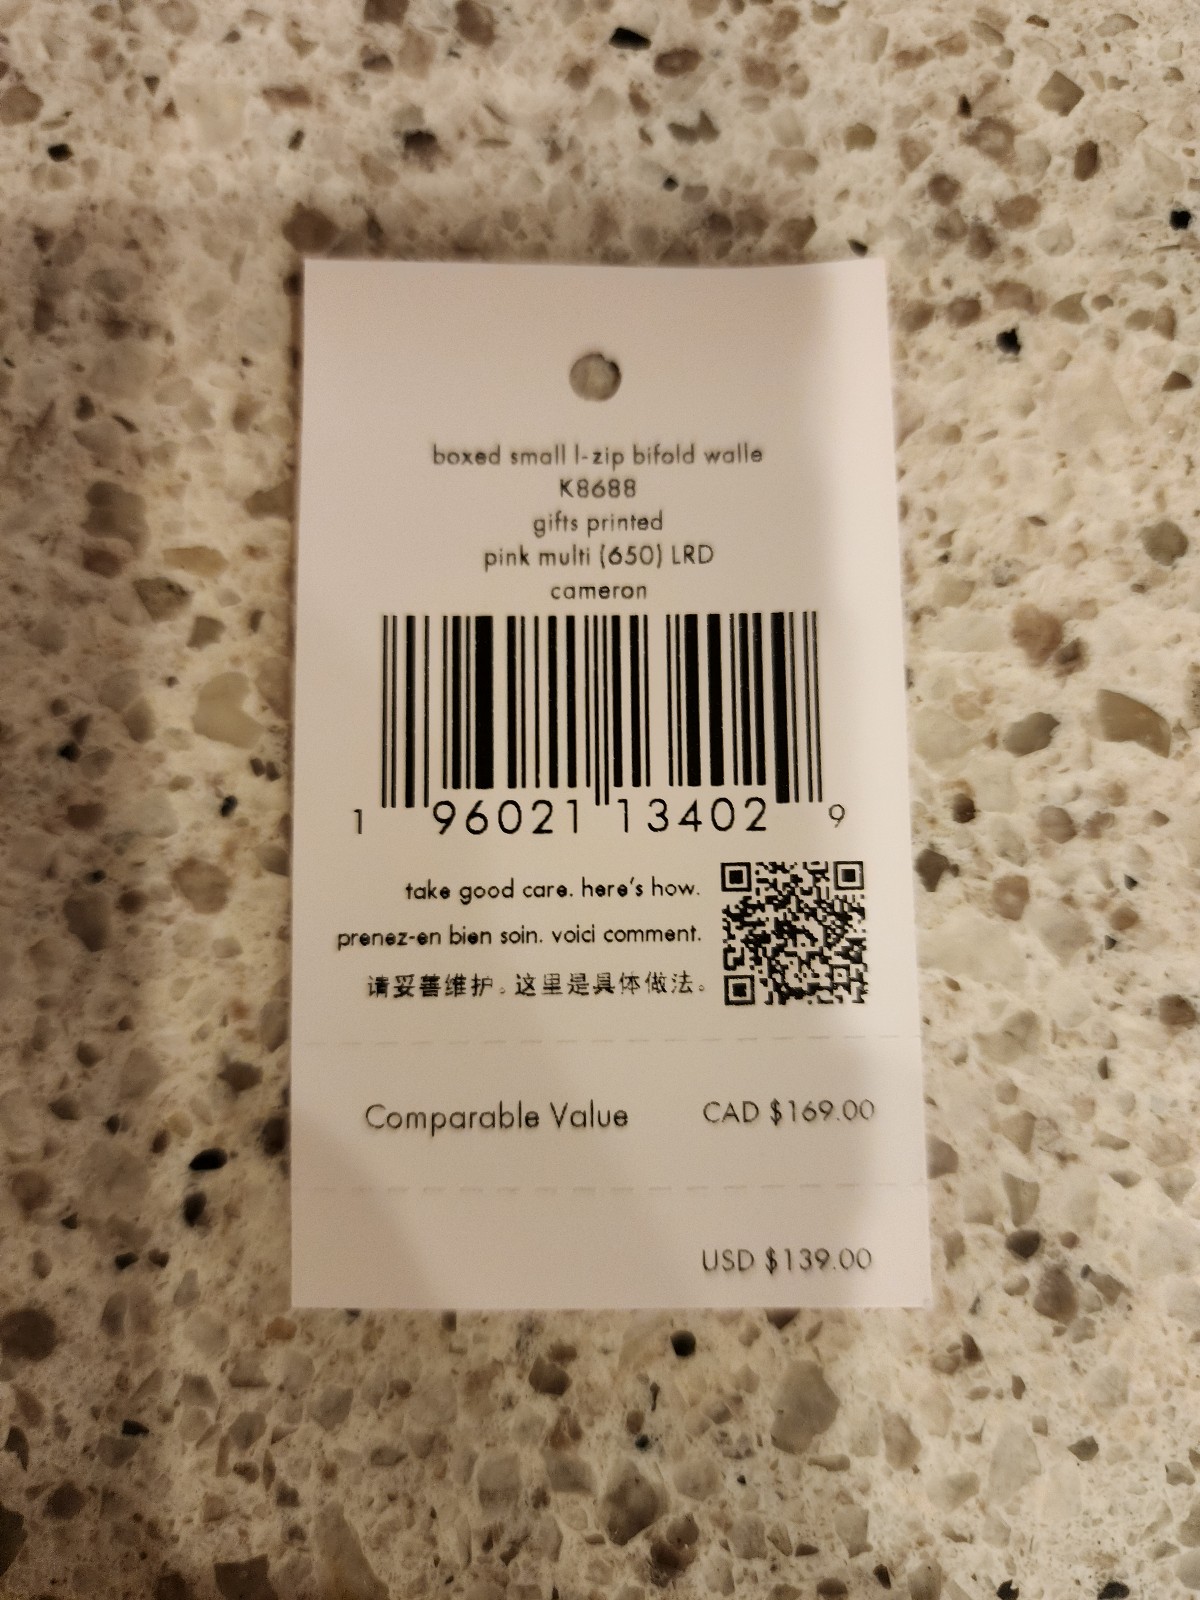 boxed small l-zip bifold walle
K8688
gifts printed
pink multi (650) LRD
cameron
1 96021 13402 9
take good care. here's how.
prenez-en bien soin. voici comment.
请妥善维护。这里是具体做法。
Comparable Value CAD $169.00
USD $139.00